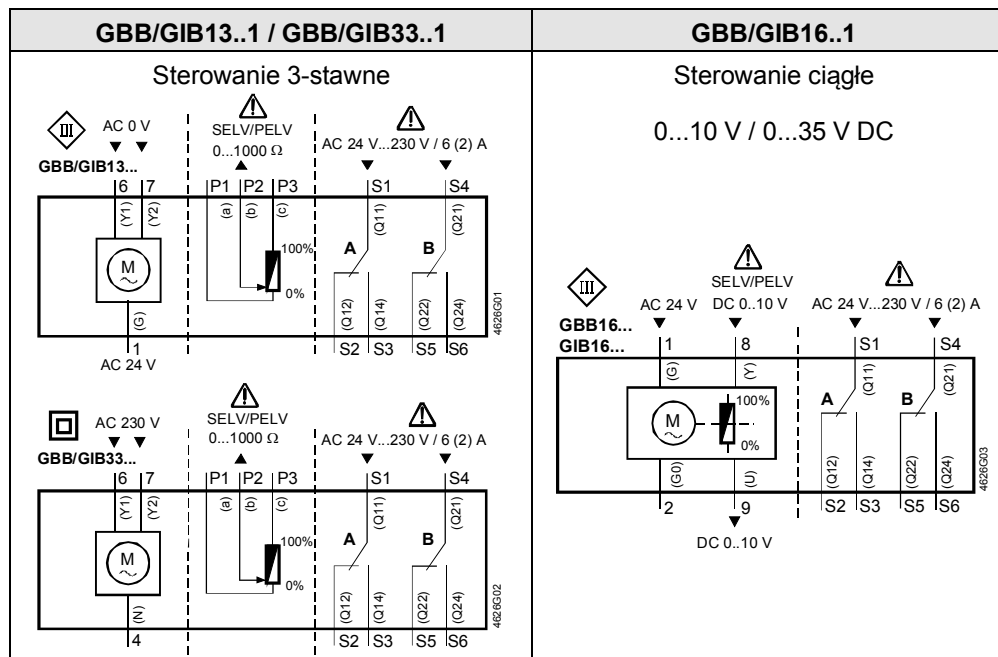 GBB/GIB13..1 / GBB/GIB33..1
GBB/GIB16..1
Sterowanie 3-stawne
Sterowanie ciągłe
0...10 V / 0...35 V DC
III
AC 0 V
SELV/PELV
0...1000 Ω
AC 24 V...230 V / 6 (2) A
GBB/GIB13...
6 7 P1 P2 P3 S1 S4
(Y1) (Y2) (a) (b) (c) (Q11) (Q21)
M
100%
0%
A B
(G) (Q12) (Q14) (Q22) (Q24)
1 S2 S3 S5 S6
AC 24 V
4626G01
AC 230 V
SELV/PELV
0...1000 Ω
AC 24 V...230 V / 6 (2) A
GBB/GIB33...
6 7 P1 P2 P3 S1 S4
(Y1) (Y2) (a) (b) (c) (Q11) (Q21)
M
100%
0%
A B
(N) (Q12) (Q14) (Q22) (Q24)
4 S2 S3 S5 S6
4626G02
III
SELV/PELV
AC 24 V DC 0..10 V AC 24 V...230 V / 6 (2) A
GBB16...
GIB16...
1 8 S1 S4
(G) (Y) (Q11) (Q21)
M
100%
0%
A B
(G0) (U) (Q12) (Q14) (Q22) (Q24)
2 9 S2 S3 S5 S6
DC 0..10 V
4626G03